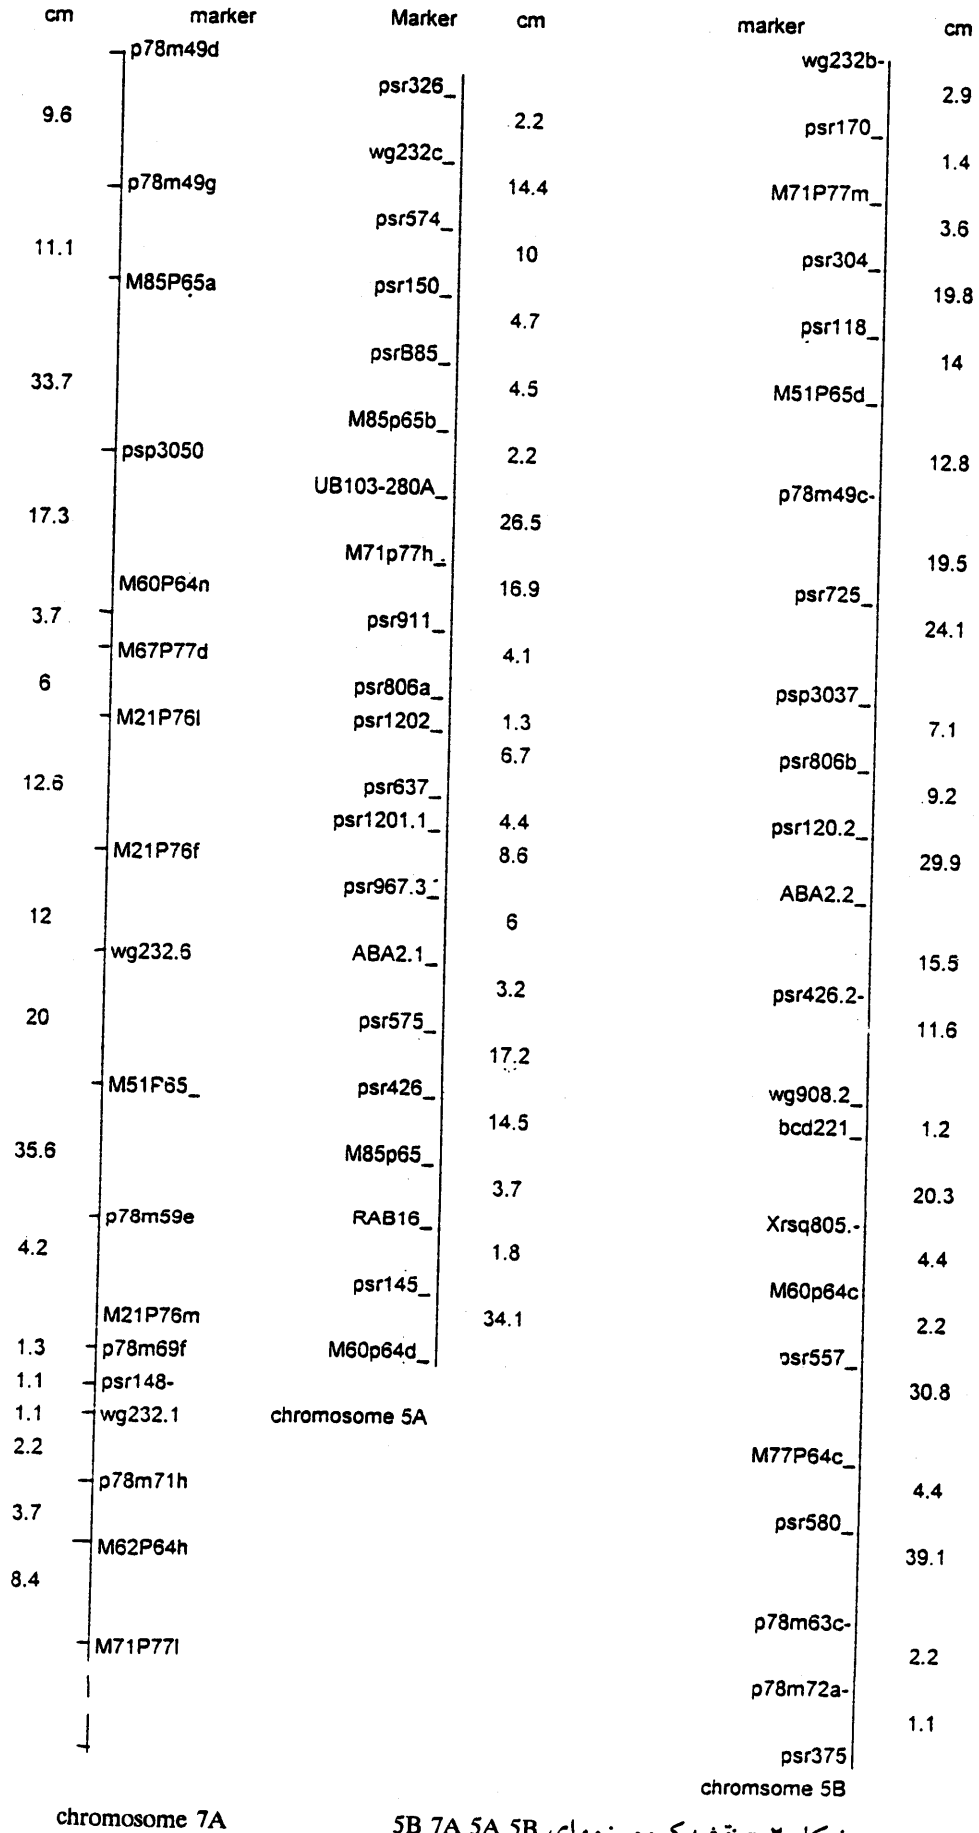 cm marker
p78m49d
9.6
p78m49g
11.1
M85P65a
33.7
psp3050
17.3
M60P64n
3.7
M67P77d
6
M21P76l
12.6
M21P76f
12
wg232.6
20
M51P65_
35.6
p78m59e
4.2
M21P76m
1.3 p78m69f
1.1 psr148-
1.1 wg232.1
2.2
p78m71h
3.7
M62P64h
8.4
M71P77l
chromosome 7A
Marker cm
psr326_
2.2
wg232c_
14.4
psr574_
10
psr150_
4.7
psrB85_
4.5
M85p65b_
2.2
UB103-280A_
26.5
M71p77h_
16.9
psr911_
4.1
psr806a_
psr1202_ 1.3
6.7
psr637_
psr1201.1_ 4.4
8.6
psr967.3_
6
ABA2.1_
3.2
psr575_
17.2
psr426_
14.5
M85p65_
3.7
RAB16_
1.8
psr145_
34.1
M60p64d_
chromosome 5A
marker cm
wg232b-
2.9
psr170_
1.4
M71P77m_
3.6
psr304_
19.8
psr118_
14
M51P65d_
12.8
p78m49c-
19.5
psr725_
24.1
psp3037_
7.1
psr806b_
9.2
psr120.2_
29.9
ABA2.2_
15.5
psr426.2-
11.6
wg908.2_
bcd221_ 1.2
20.3
Xrsq805.-
4.4
M60p64c
2.2
psr557_
30.8
M77P64c_
4.4
psr580_
39.1
p78m63c-
2.2
p78m72a-
1.1
psr375
chromsome 5B
5B 7A 5A 5B